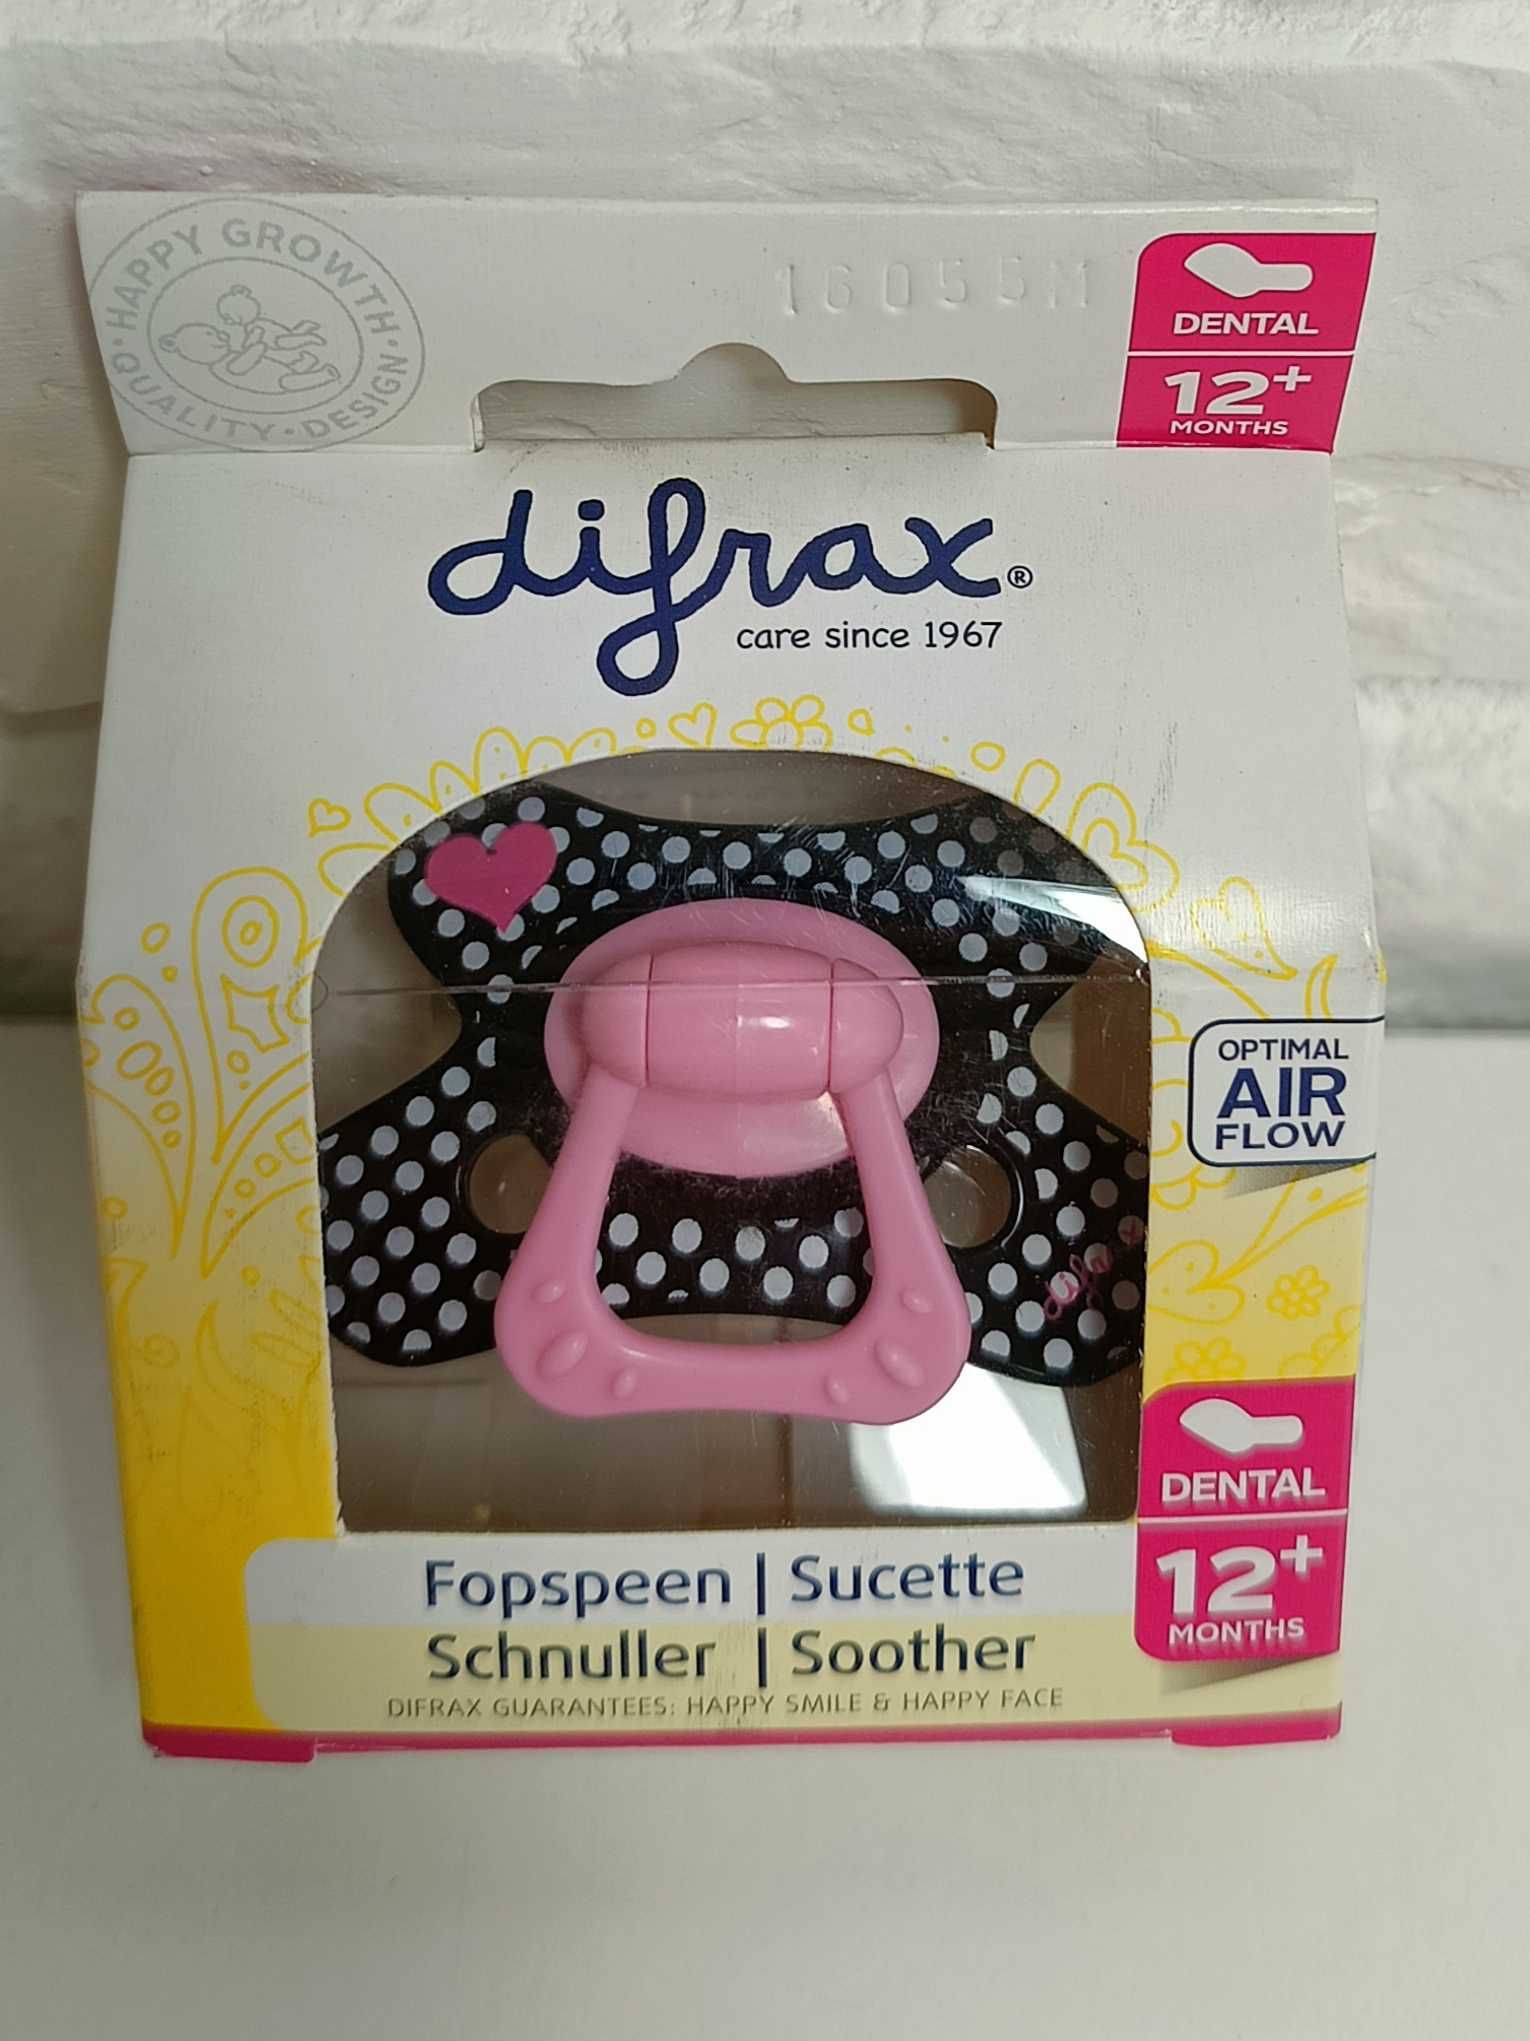 HAPPY GROWTH
QUALITY · DESIGN
16055M
DENTAL
12+
MONTHS
difrax®
care since 1967
OPTIMAL
AIR
FLOW
DENTAL
12+
MONTHS
Fopspeen | Sucette
Schnuller | Soother
DIFRAX GUARANTEES: HAPPY SMILE & HAPPY FACE